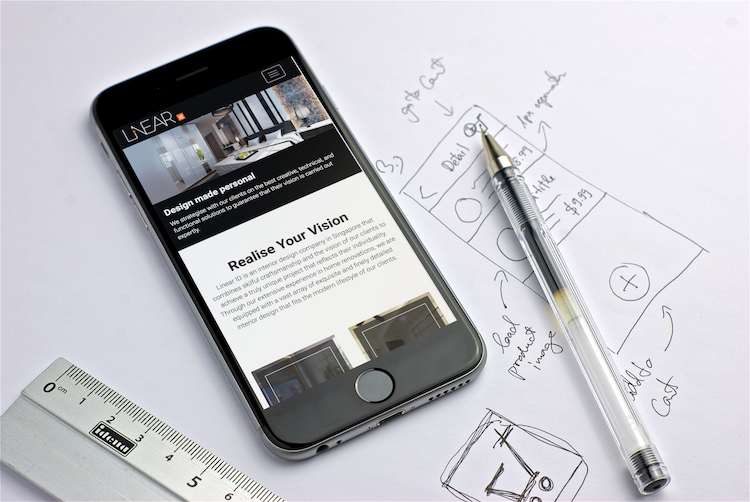 LINEAR
Design made personal
We strategise with our clients on the best creative, technical, and
functional solutions to guarantee that their vision is carried out
expertly.
Realise Your Vision
Linear ID is an interior design company in Singapore that
combines skilful craftsmanship and the vision of our clients to
achieve a truly unique project that reflects their individuality.
Through our extensive experience in home renovations, we are
equipped with a vast array of exquisite and finely detailed
interior design that fits the modern lifestyle of our clients.
go to Cart
3)
Detail
8.99
title
$9.99
load
product
image
add to
Cart
0 cm 1 2 3 4 5 6
idena